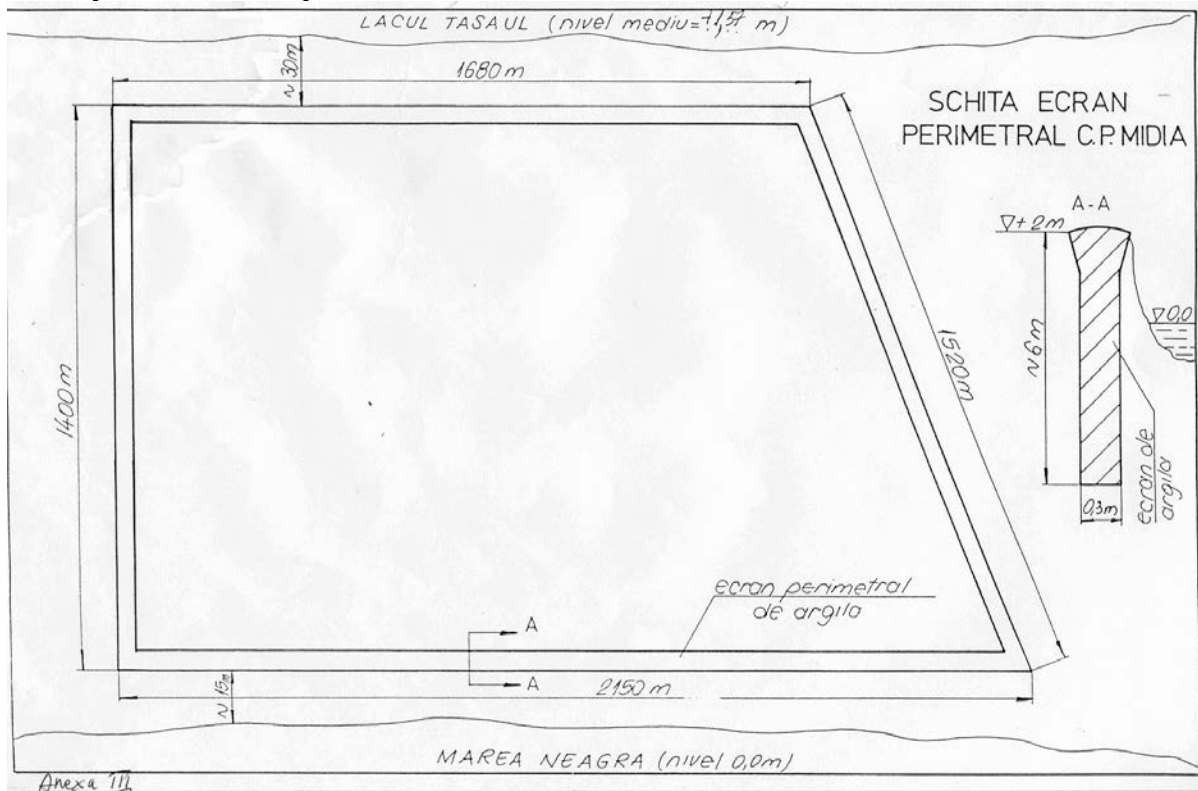 LACUL TASAUL (nivel mediu= m)
~ 30m
1680m
SCHITA ECRAN
PERIMETRAL C.P. MIDIA
A-A
▽+2m
▽0,0
~6m
1400m
1520m
0,3m
ecran de
argila
ecran perimetral
de argila
A
A
2150m
~ 15m
MAREA NEAGRA (nivel 0,0m)
Anexa III